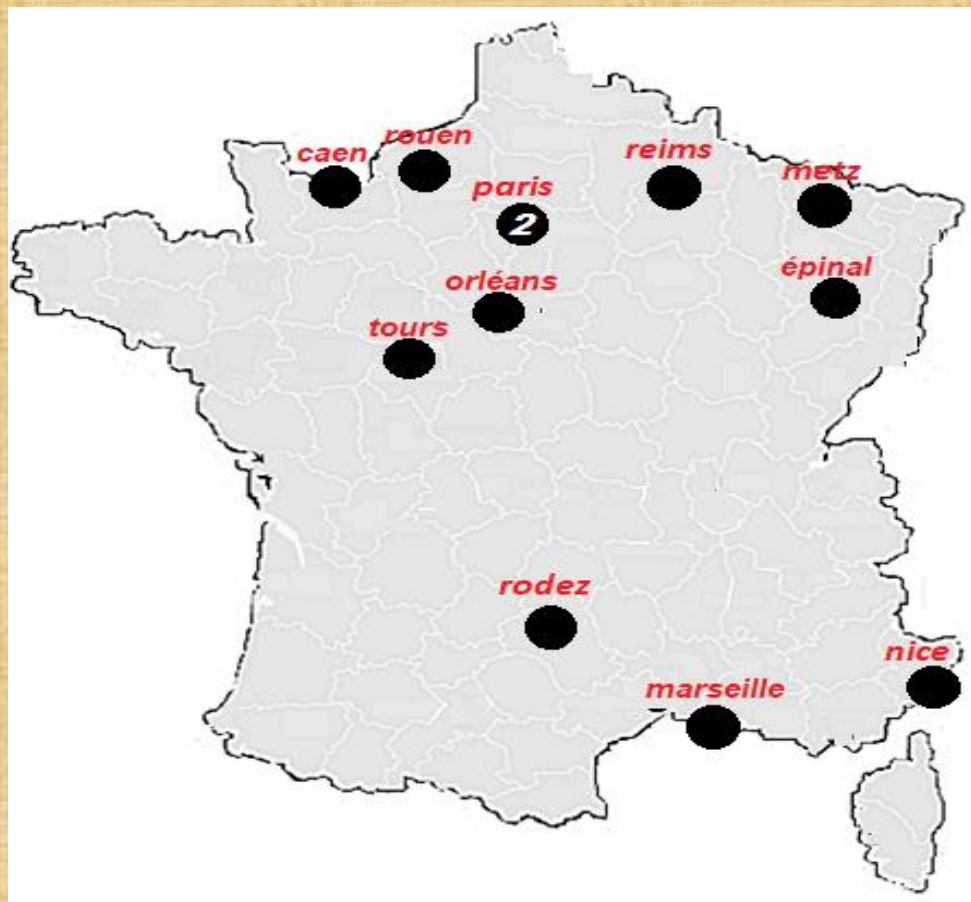 rouen
caen
reims
metz
paris
2
épinal
orléans
tours
rodez
nice
marseille